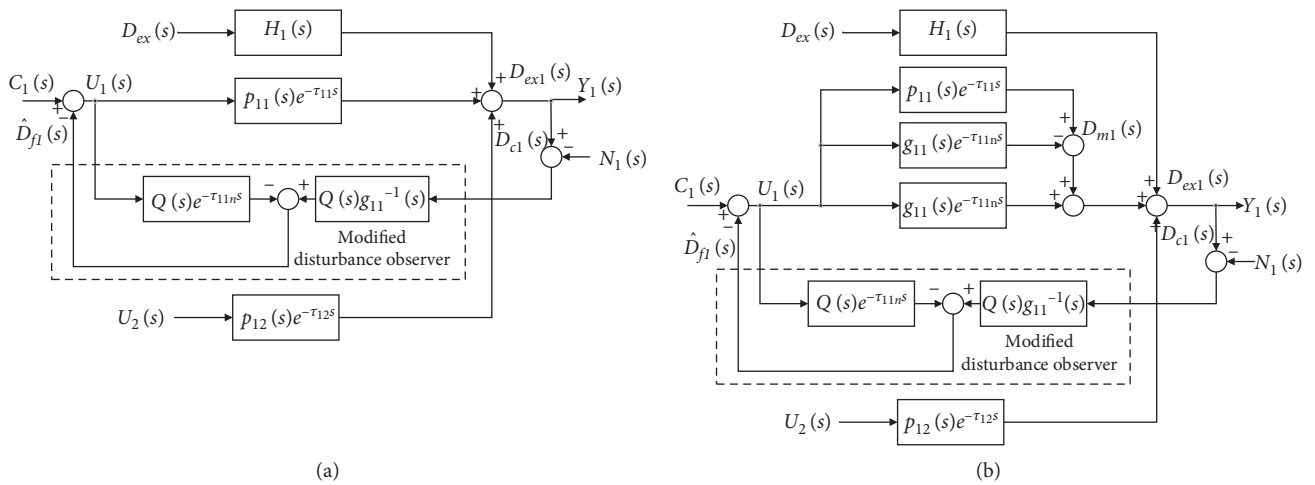 D_ex(s)
H_1(s)
C_1(s)
U_1(s)
p_11(s)e^{-τ_11 s}
+
+
+
D_ex1(s)
Y_1(s)
D_c1(s)
+
−
N_1(s)
+
−
D̂_f1(s)
Q(s)e^{-τ_11n s}
−
+
Q(s)g_11^{-1}(s)
Modified
disturbance observer
U_2(s)
p_12(s)e^{-τ_12 s}
(a)
D_ex(s)
H_1(s)
p_11(s)e^{-τ_11 s}
+
−
D_m1(s)
g_11(s)e^{-τ_11n s}
C_1(s)
U_1(s)
g_11(s)e^{-τ_11n s}
+
+
+
+
+
D_ex1(s)
Y_1(s)
D_c1(s)
+
−
N_1(s)
+
−
D̂_f1(s)
Q(s)e^{-τ_11n s}
−
+
Q(s)g_11^{-1}(s)
Modified
disturbance observer
U_2(s)
p_12(s)e^{-τ_12 s}
(b)